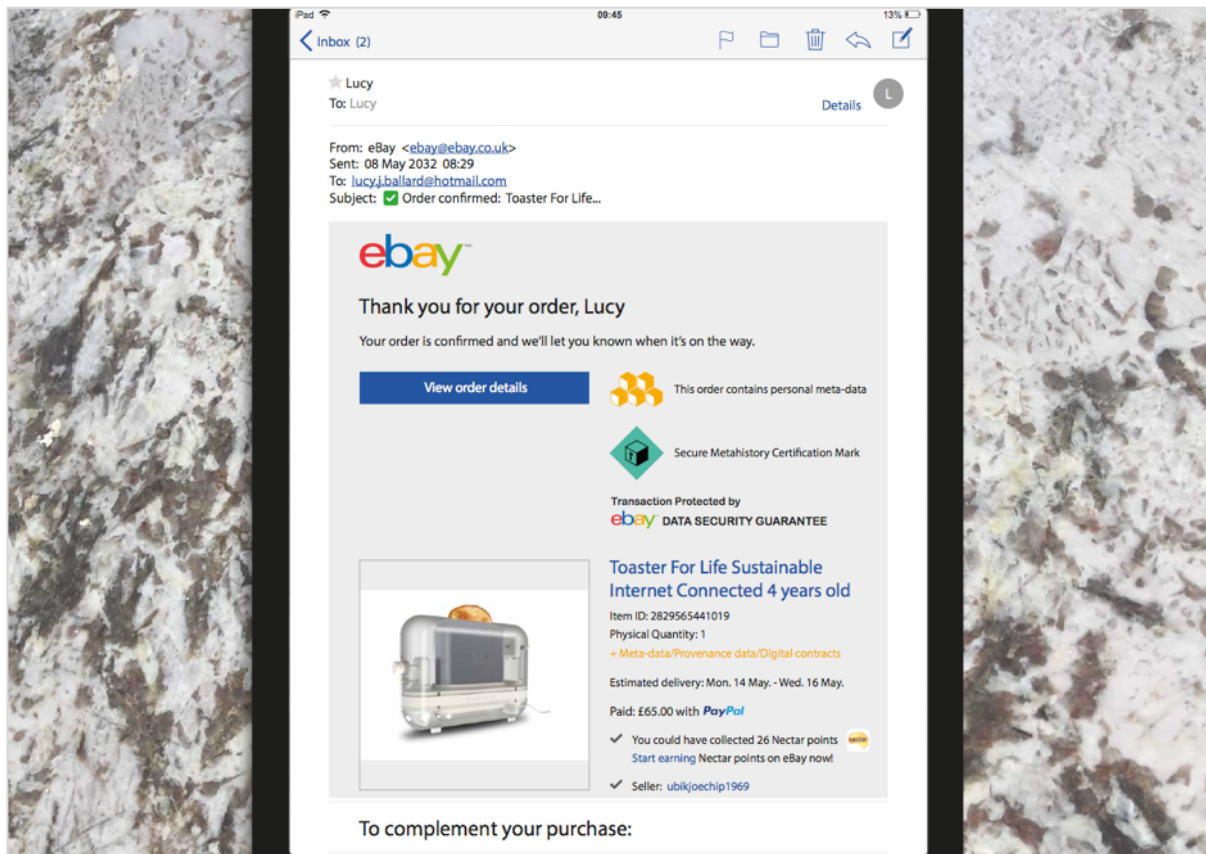 iPad 09:45 13%
Inbox (2)
Lucy
To: Lucy
Details L
From: eBay <ebay@ebay.co.uk>
Sent: 08 May 2032 08:29
To: lucy.j.ballard@hotmail.com
Subject: ✅ Order confirmed: Toaster For Life...
ebay™
Thank you for your order, Lucy
Your order is confirmed and we'll let you known when it's on the way.
View order details
This order contains personal meta-data
Secure Metahistory Certification Mark
Transaction Protected by
ebay™ DATA SECURITY GUARANTEE
Toaster For Life Sustainable
Internet Connected 4 years old
Item ID: 2829565441019
Physical Quantity: 1
+ Meta-data/Provenance data/Digital contracts
Estimated delivery: Mon. 14 May. - Wed. 16 May.
Paid: £65.00 with PayPal
You could have collected 26 Nectar points nectar
Start earning Nectar points on eBay now!
Seller: ubikjoechip1969
To complement your purchase: